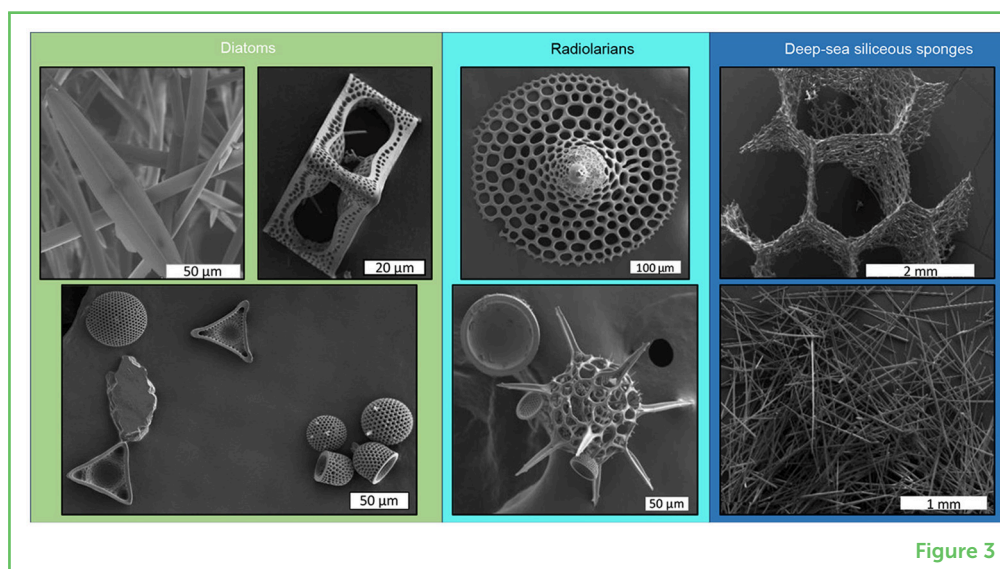 Diatoms
Radiolarians
Deep-sea siliceous sponges
50 μm
20 μm
100 μm
2 mm
50 μm
50 μm
1 mm
Figure 3